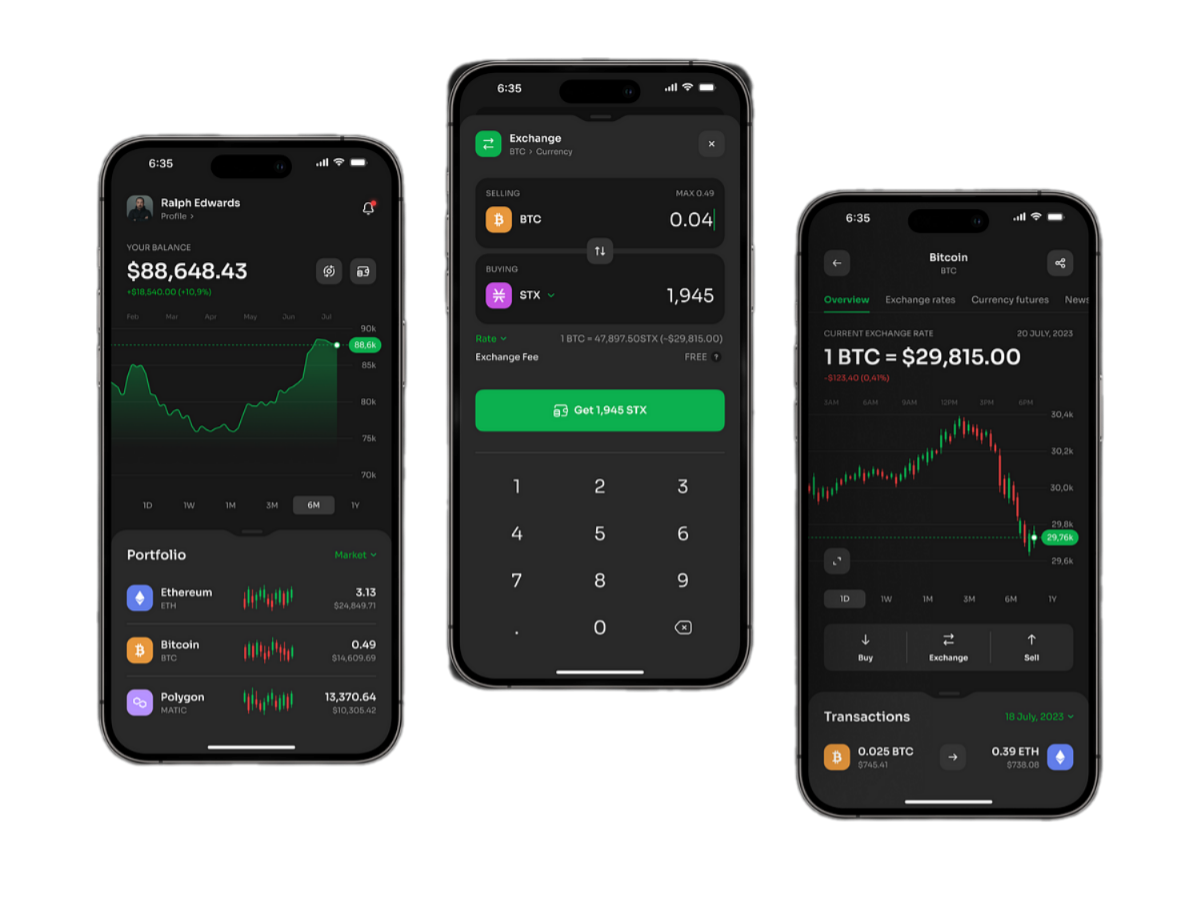 6:35
Ralph Edwards
Profile >
YOUR BALANCE
$88,648.43
+$18,540.00 (+10,9%)
Feb Mar Apr May Jun Jul
90k
88,6k
85k
80k
75k
70k
1D 1W 1M 3M 6M 1Y
Portfolio Market
Ethereum 3.13
ETH $24,849.71
Bitcoin 0.49
BTC $14,609.69
Polygon 13,370.64
MATIC $10,305.42
6:35
Exchange
BTC > Currency
SELLING MAX 0.49
BTC 0.04
BUYING
STX 1,945
Rate 1 BTC = 47,897.50STX (~$29,815.00)
Exchange Fee FREE ?
Get 1,945 STX
1 2 3
4 5 6
7 8 9
. 0
6:35
Bitcoin
BTC
Overview Exchange rates Currency futures News
CURRENT EXCHANGE RATE 20 JULY, 2023
1 BTC = $29,815.00
-$123,40 (0,41%)
3AM 6AM 9AM 12PM 3PM 6PM
30,4k
30,2k
30,0k
29,8k
29,76k
29,6k
1D 1W 1M 3M 6M 1Y
Buy Exchange Sell
Transactions 18 July, 2023
0.025 BTC 0.39 ETH
$745.41 $738.08